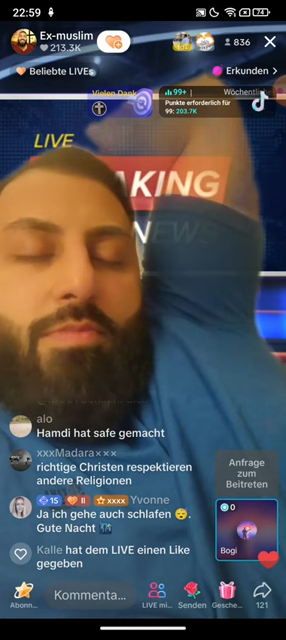 22:59
74
Ex-muslim
213.3K
836
Beliebte LIVEs
Erkunden
Vielen Dank
99+ |
Punkte erforderlich für
99: 203.7K
LIVE
AKING
NEWS
alo
Hamdi hat safe gemacht
xxxMadara×××
richtige Christen respektieren
andere Religionen
15 II xxxx Yvonne
Ja ich gehe auch schlafen 😴.
Gute Nacht 🌃
Kalle hat dem LIVE einen Like
gegeben
Anfrage
zum
Beitreten
0
Bogi
Kommenta...
Abonn...
LIVE mi...
Senden
Gesche...
121